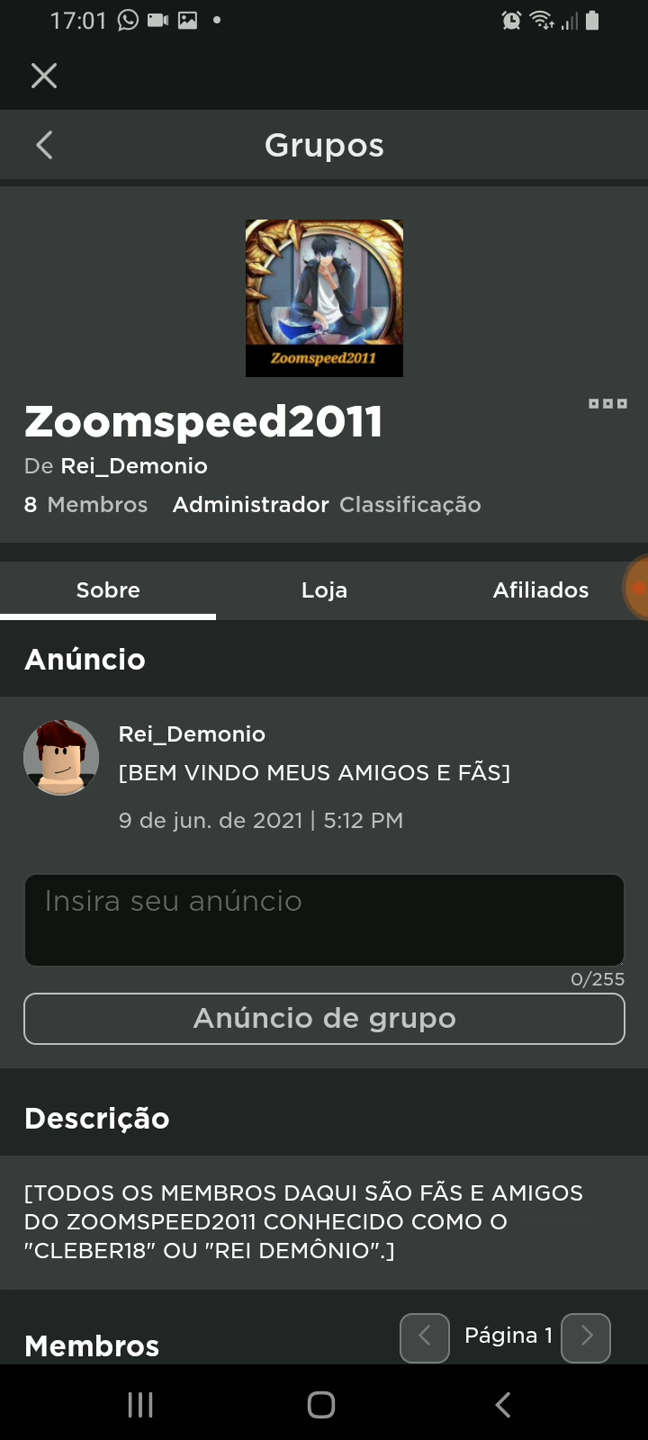 17:01
Grupos
Zoomspeed2011
Zoomspeed2011
De Rei_Demonio
8 Membros Administrador Classificação
Sobre Loja Afiliados
Anúncio
Rei_Demonio
[BEM VINDO MEUS AMIGOS E FÃS]
9 de jun. de 2021 | 5:12 PM
Insira seu anúncio
0/255
Anúncio de grupo
Descrição
[TODOS OS MEMBROS DAQUI SÃO FÃS E AMIGOS
DO ZOOMSPEED2011 CONHECIDO COMO O
"CLEBER18" OU "REI DEMÔNIO".]
Membros Página 1